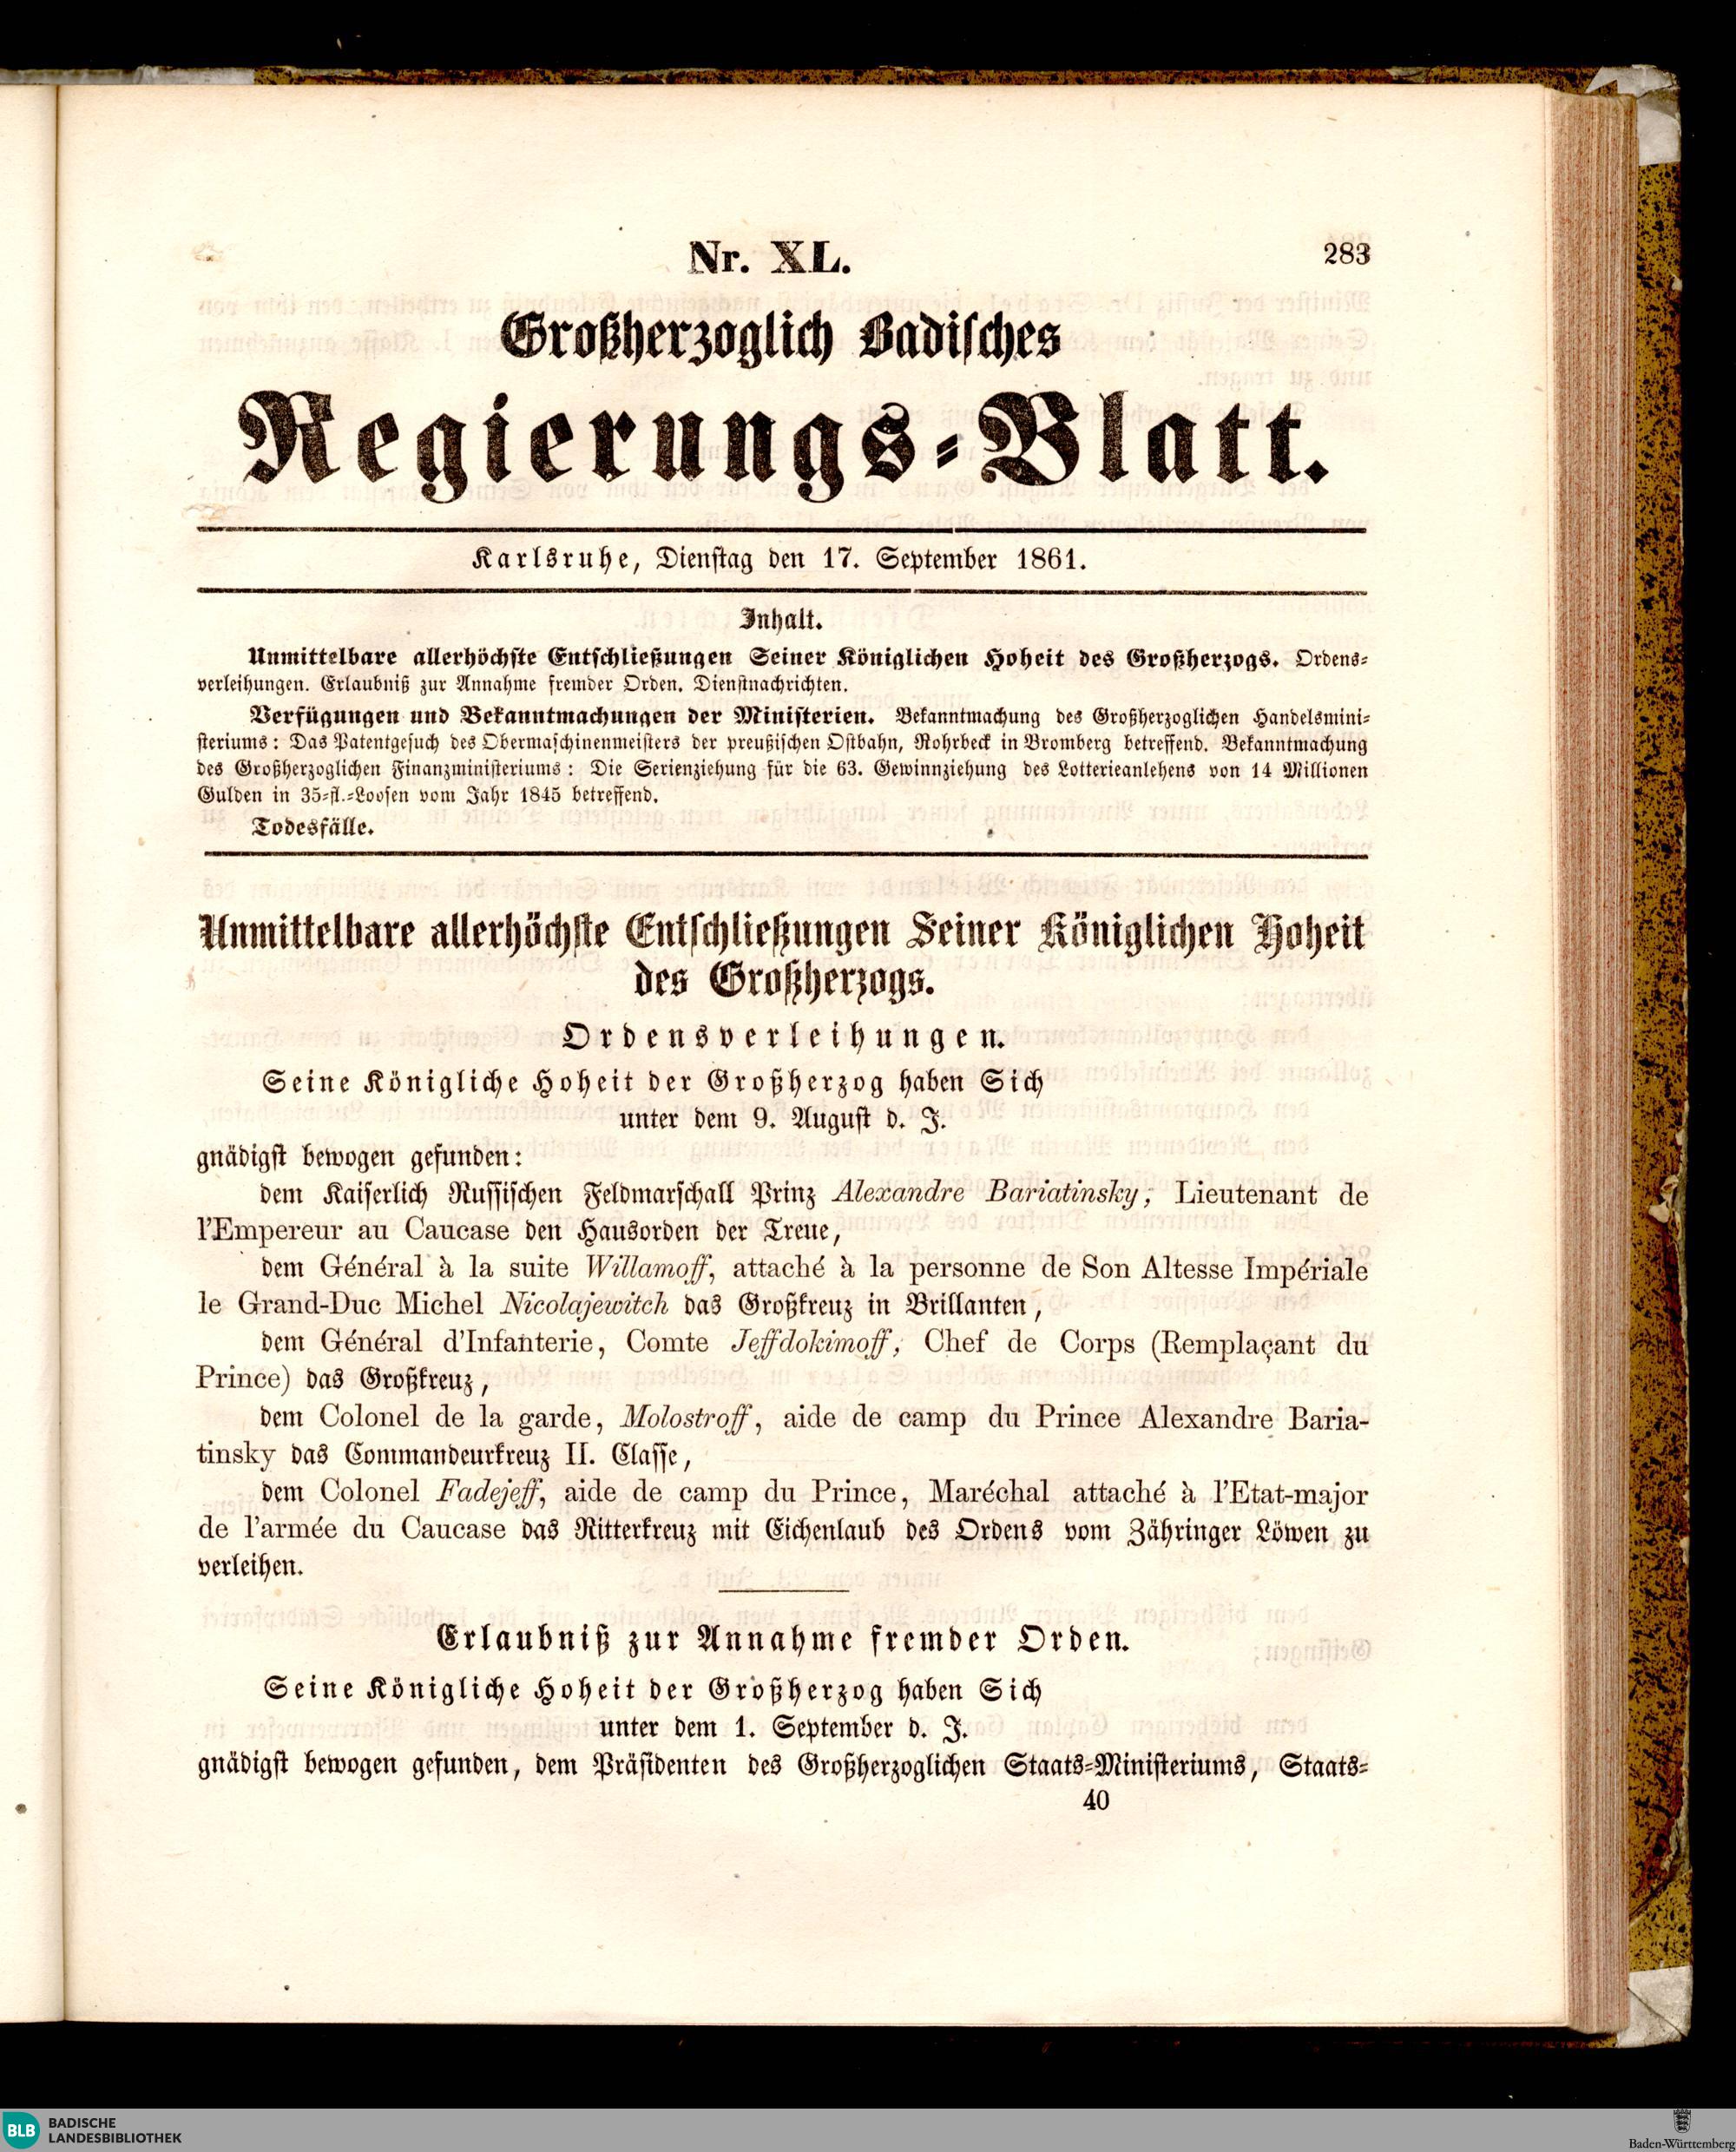 Nr. XL.
283
Großherzoglich Badisches
Regierungs-Blatt.
Karlsruhe, Dienstag den 17. September 1861.
Inhalt.
Unmittelbare allerhöchste Entschließungen Seiner Königlichen Hoheit des Großherzogs. Ordens-
verleihungen. Erlaubniß zur Annahme fremder Orden. Dienstnachrichten.
Verfügungen und Bekanntmachungen der Ministerien. Bekanntmachung des Großherzoglichen Handelsmini-
steriums: Das Patentgesuch des Obermaschinenmeisters der preußischen Ostbahn, Rohrbeck in Bromberg betreffend. Bekanntmachung
des Großherzoglichen Finanzministeriums: Die Serienziehung für die 63. Gewinnziehung des Lotterieanlehens von 14 Millionen
Gulden in 35-fl.-Loosen vom Jahr 1845 betreffend.
Todesfälle.
Unmittelbare allerhöchste Entschließungen Seiner Königlichen Hoheit
des Großherzogs.
Ordensverleihungen.
Seine Königliche Hoheit der Großherzog haben Sich
unter dem 9. August d. J.
gnädigst bewogen gefunden:
dem Kaiserlich Russischen Feldmarschall Prinz Alexandre Bariatinsky, Lieutenant de
l'Empereur au Caucase den Hausorden der Treue,
dem Général à la suite Willamoff, attaché à la personne de Son Altesse Impériale
le Grand-Duc Michel Nicolajewitch das Großkreuz in Brillanten,
dem Général d'Infanterie, Comte Jeffdokimoff, Chef de Corps (Remplaçant du
Prince) das Großkreuz,
dem Colonel de la garde, Molostroff, aide de camp du Prince Alexandre Baria-
tinsky das Commandeurkreuz II. Classe,
dem Colonel Fadejeff, aide de camp du Prince, Maréchal attaché à l'Etat-major
de l'armée du Caucase das Ritterkreuz mit Eichenlaub des Ordens vom Zähringer Löwen zu
verleihen.
Erlaubniß zur Annahme fremder Orden.
Seine Königliche Hoheit der Großherzog haben Sich
unter dem 1. September d. J.
gnädigst bewogen gefunden, dem Präsidenten des Großherzoglichen Staats-Ministeriums, Staats-
40
BLB BADISCHE
LANDESBIBLIOTHEK
Baden-Württemberg